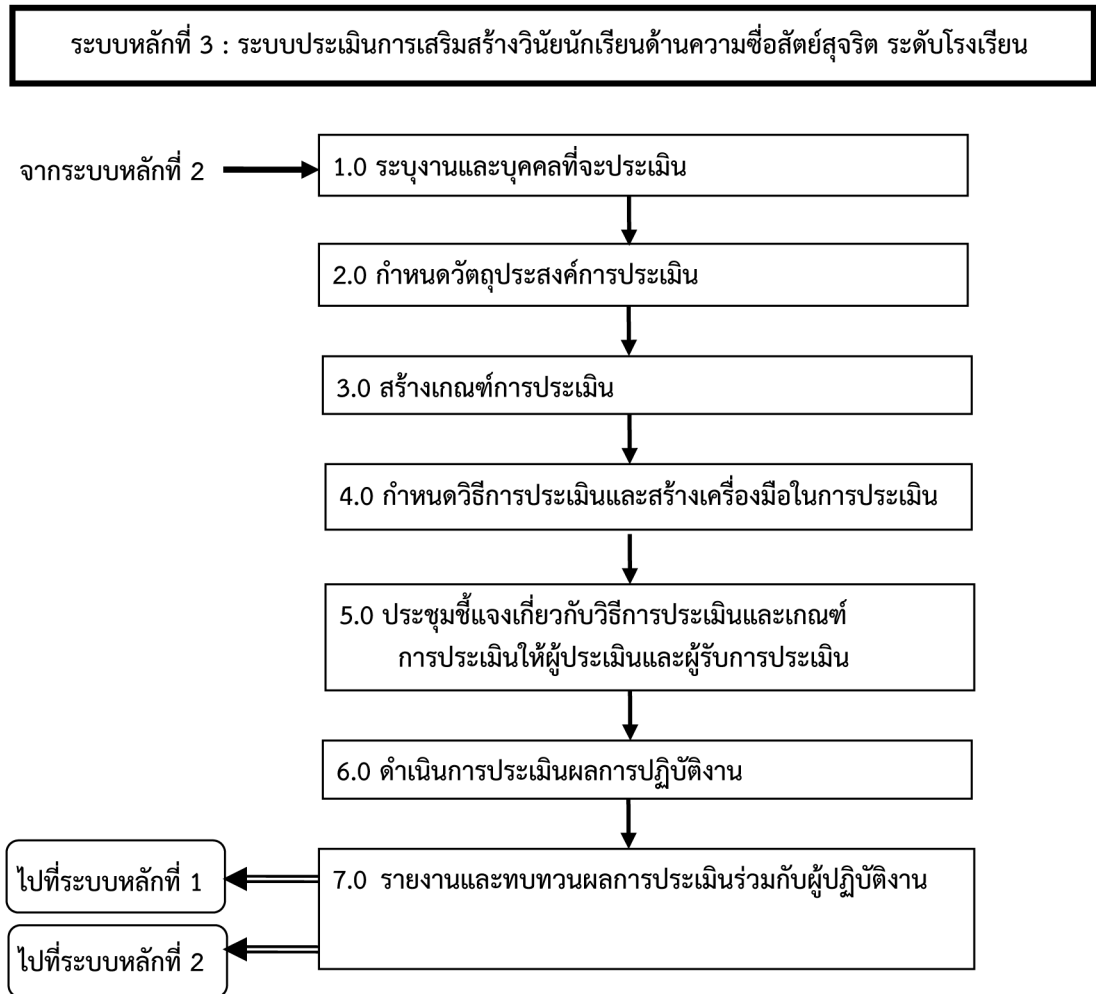 ระบบหลักที่ 3 : ระบบประเมินการเสริมสร้างวินัยนักเรียนด้านความซื่อสัตย์สุจริต ระดับโรงเรียน
จากระบบหลักที่ 2
1.0 ระบุงานและบุคคลที่จะประเมิน
2.0 กำหนดวัตถุประสงค์การประเมิน
3.0 สร้างเกณฑ์การประเมิน
4.0 กำหนดวิธีการประเมินและสร้างเครื่องมือในการประเมิน
5.0 ประชุมชี้แจงเกี่ยวกับวิธีการประเมินและเกณฑ์
การประเมินให้ผู้ประเมินและผู้รับการประเมิน
6.0 ดำเนินการประเมินผลการปฏิบัติงาน
7.0 รายงานและทบทวนผลการประเมินร่วมกับผู้ปฏิบัติงาน
ไปที่ระบบหลักที่ 1
ไปที่ระบบหลักที่ 2